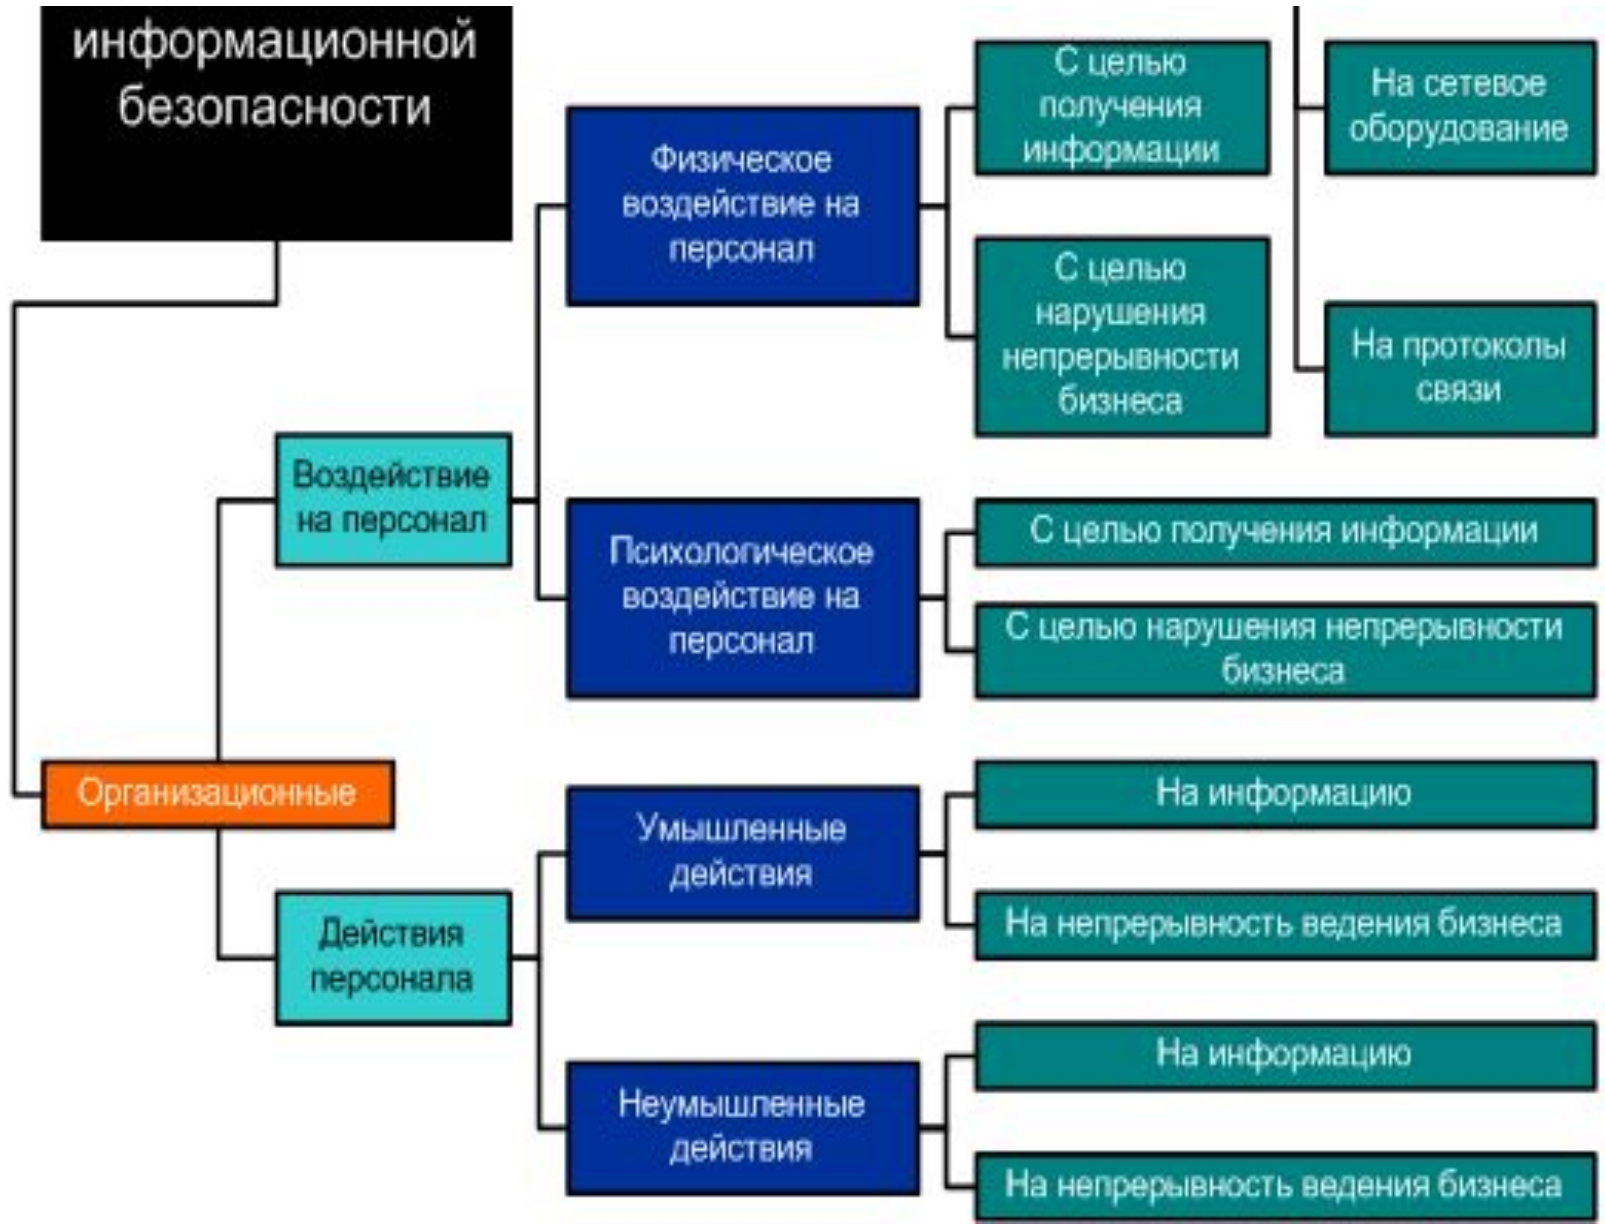 информационной
безопасности
С целью
получения
информации
На сетевое
оборудование
Физическое
воздействие на
персонал
С целью
нарушения
непрерывности
бизнеса
На протоколы
связи
Воздействие
на персонал
Психологическое
воздействие на
персонал
С целью получения информации
С целью нарушения непрерывности
бизнеса
Организационные
Умышленные
действия
На информацию
На непрерывность ведения бизнеса
Действия
персонала
Неумышленные
действия
На информацию
На непрерывность ведения бизнеса